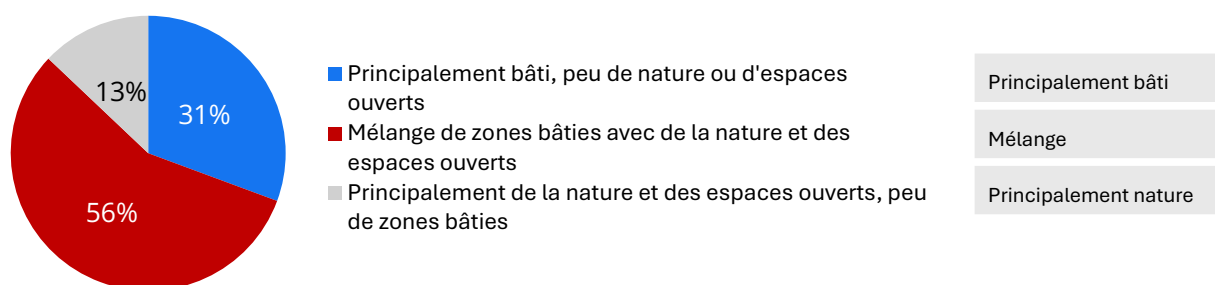 13%
31%
56%
Principalement bâti, peu de nature ou d'espaces
ouverts
Mélange de zones bâties avec de la nature et des
espaces ouverts
Principalement de la nature et des espaces ouverts, peu
de zones bâties
Principalement bâti
Mélange
Principalement nature